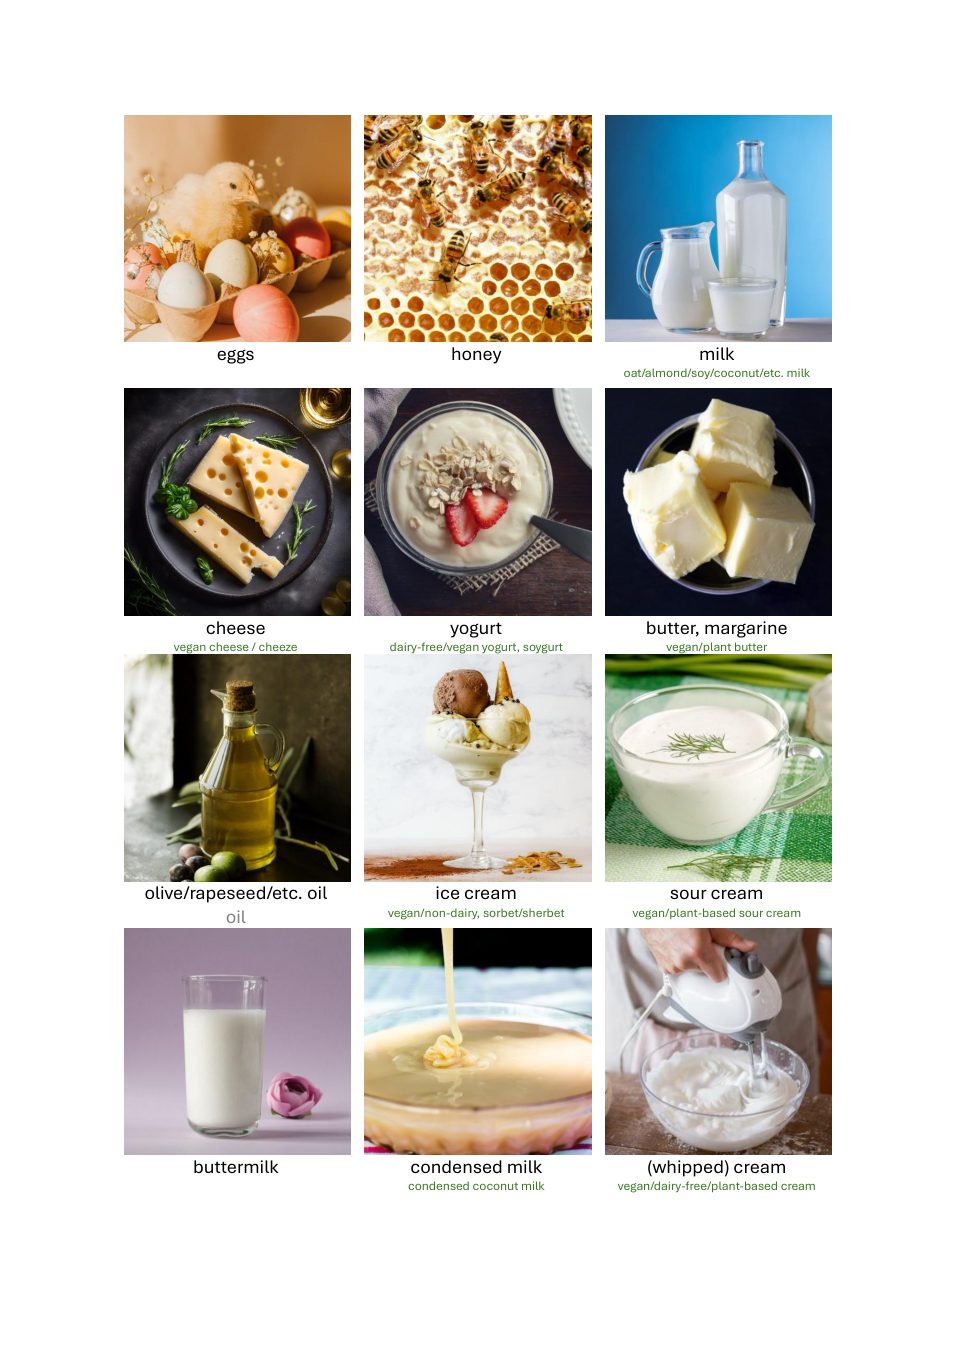 eggs
honey
milk
oat/almond/soy/coconut/etc. milk
cheese
vegan cheese / cheeze
yogurt
dairy-free/vegan yogurt, soygurt
butter, margarine
vegan/plant butter
olive/rapeseed/etc. oil
oil
ice cream
vegan/non-dairy, sorbet/sherbet
sour cream
vegan/plant-based sour cream
buttermilk
condensed milk
condensed coconut milk
(whipped) cream
vegan/dairy-free/plant-based cream